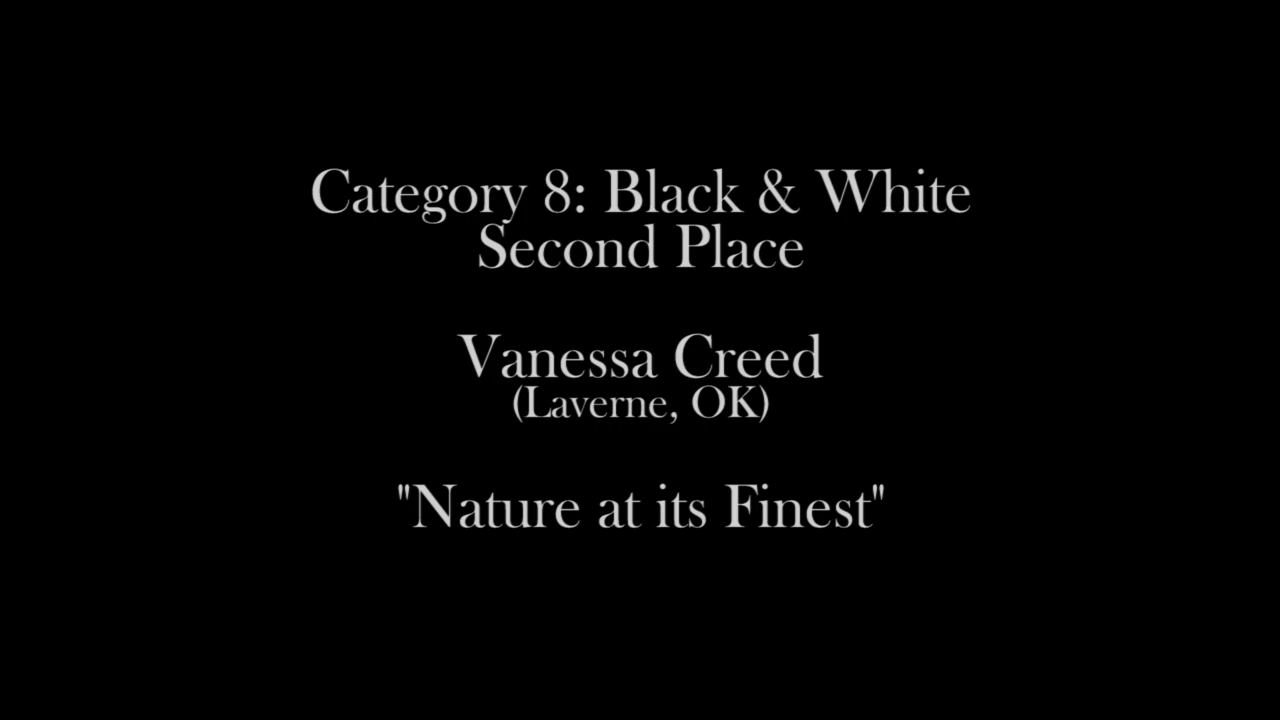 Category 8: Black & White
Second Place
Vanessa Creed
(Laverne, OK)
"Nature at its Finest"